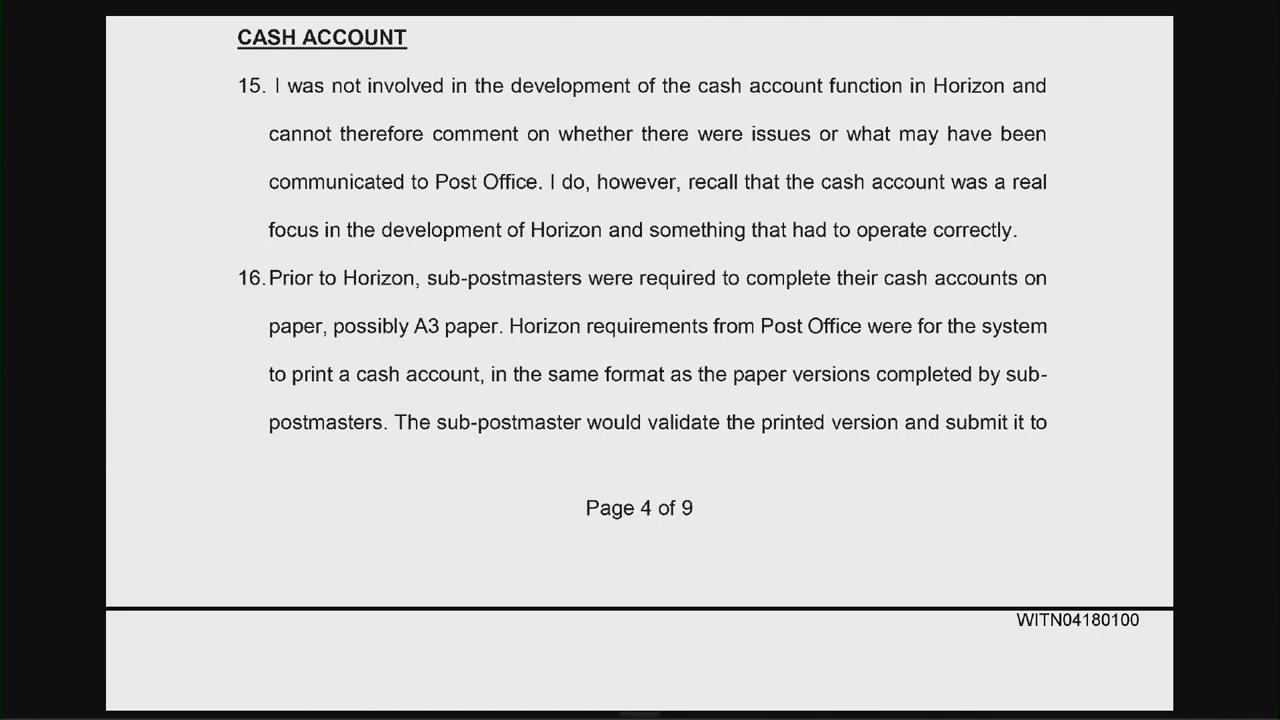 CASH ACCOUNT
15. I was not involved in the development of the cash account function in Horizon and
cannot therefore comment on whether there were issues or what may have been
communicated to Post Office. I do, however, recall that the cash account was a real
focus in the development of Horizon and something that had to operate correctly.
16. Prior to Horizon, sub-postmasters were required to complete their cash accounts on
paper, possibly A3 paper. Horizon requirements from Post Office were for the system
to print a cash account, in the same format as the paper versions completed by sub-
postmasters. The sub-postmaster would validate the printed version and submit it to
Page 4 of 9
WITN04180100